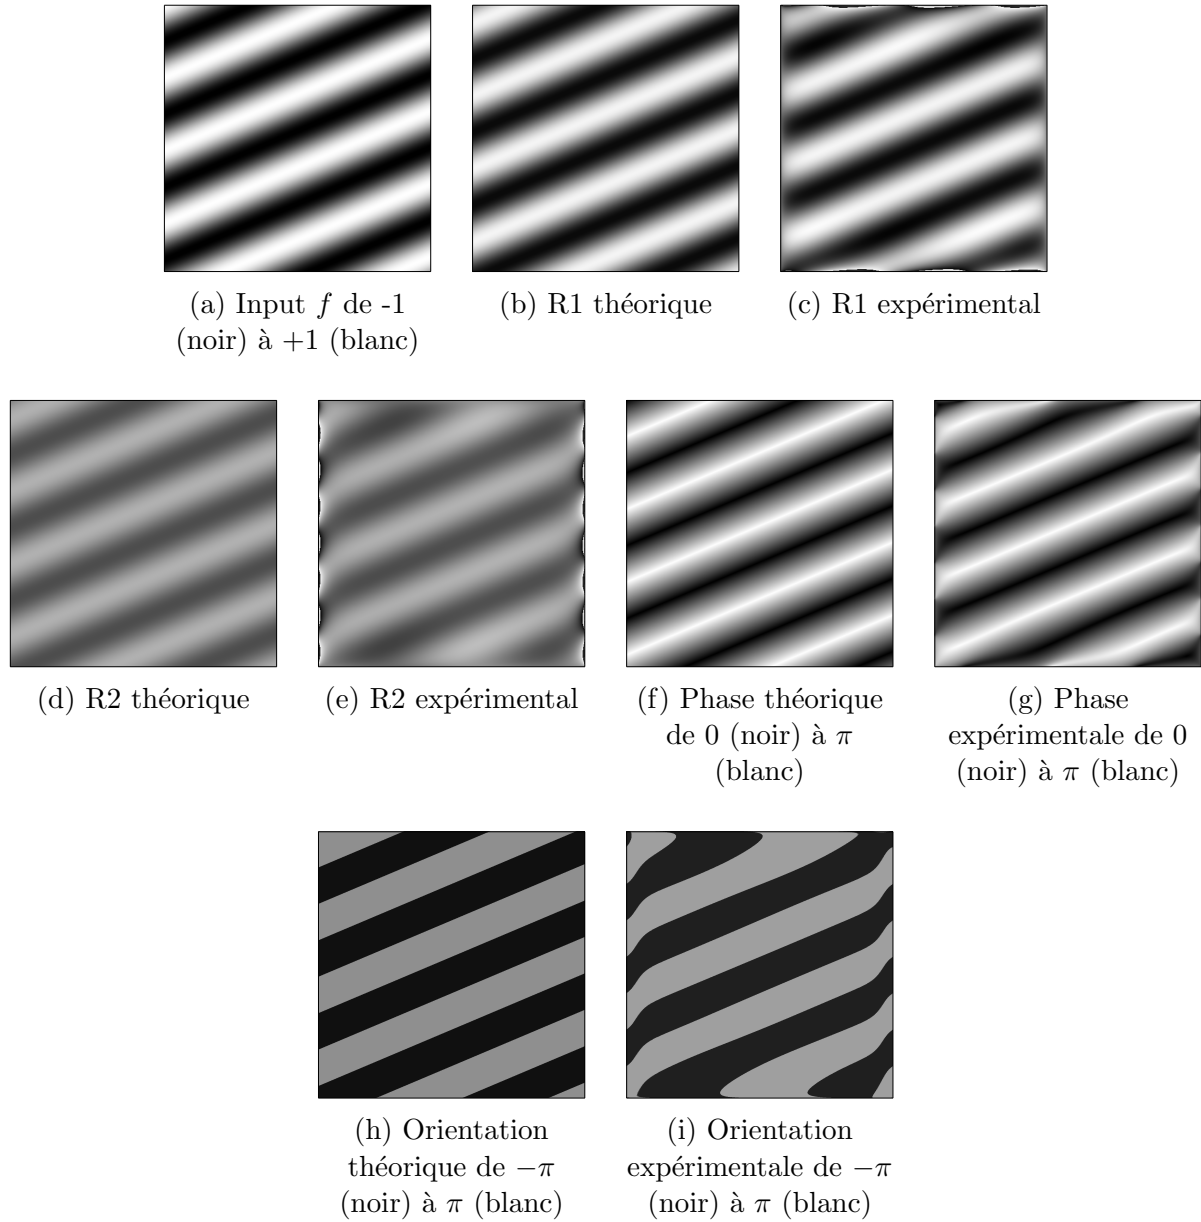 (a) Input f de -1
(noir) à +1 (blanc)
(b) R1 théorique
(c) R1 expérimental
(d) R2 théorique
(e) R2 expérimental
(f) Phase théorique
de 0 (noir) à π
(blanc)
(g) Phase
expérimentale de 0
(noir) à π (blanc)
(h) Orientation
théorique de −π
(noir) à π (blanc)
(i) Orientation
expérimentale de −π
(noir) à π (blanc)